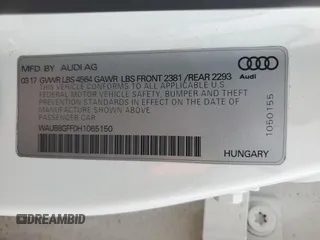 MFD BY AUDI AG
03.17 GVWR LBS 4564 GAWR LBS FRONT 2381 / REAR 2293
THIS VEHICLE CONFORMS TO ALL APPLICABLE U.S.
FEDERAL MOTOR VEHICLE SAFETY, BUMPER AND THEFT
PREVENTION STANDARDS IN EFFECT ON THE DATE OF
MANUFACTURE SHOWN ABOVE.
PASSENGER CAR
WAUB8GFF0H1065150
Audi
1050155
HUNGARY
DREAMBID